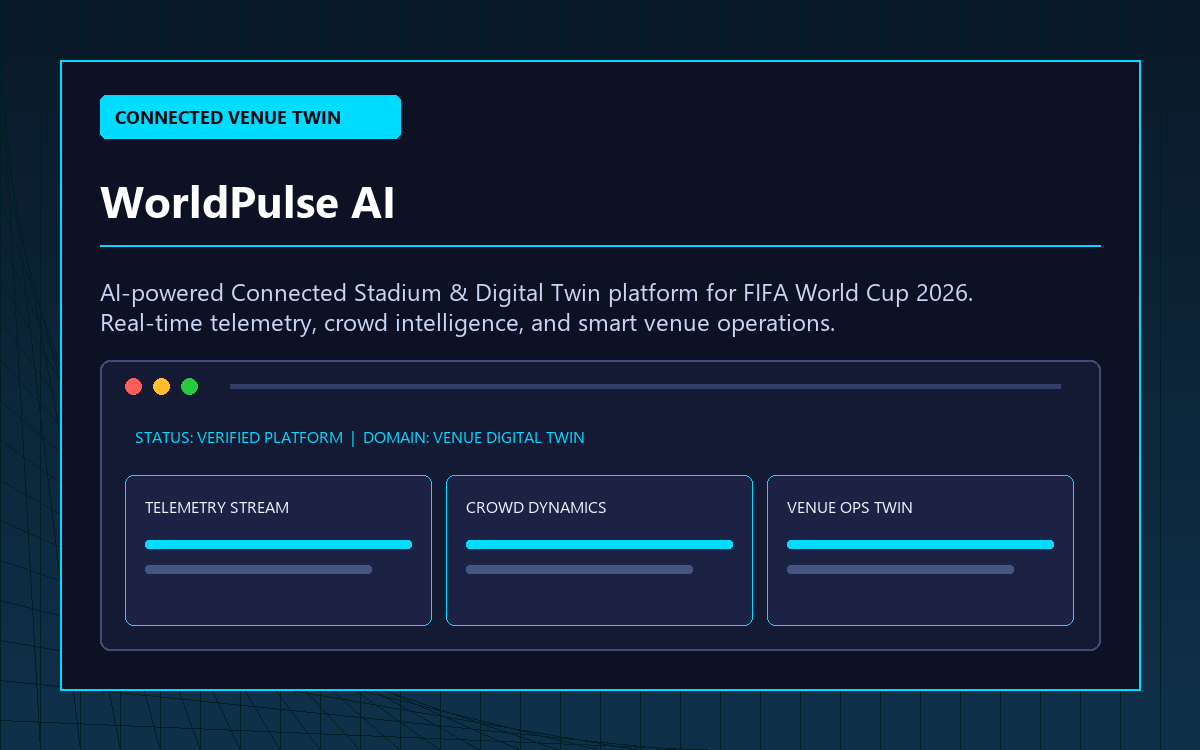 CONNECTED VENUE TWIN
WorldPulse AI
AI-powered Connected Stadium & Digital Twin platform for FIFA World Cup 2026.
Real-time telemetry, crowd intelligence, and smart venue operations.
STATUS: VERIFIED PLATFORM | DOMAIN: VENUE DIGITAL TWIN
TELEMETRY STREAM
CROWD DYNAMICS
VENUE OPS TWIN